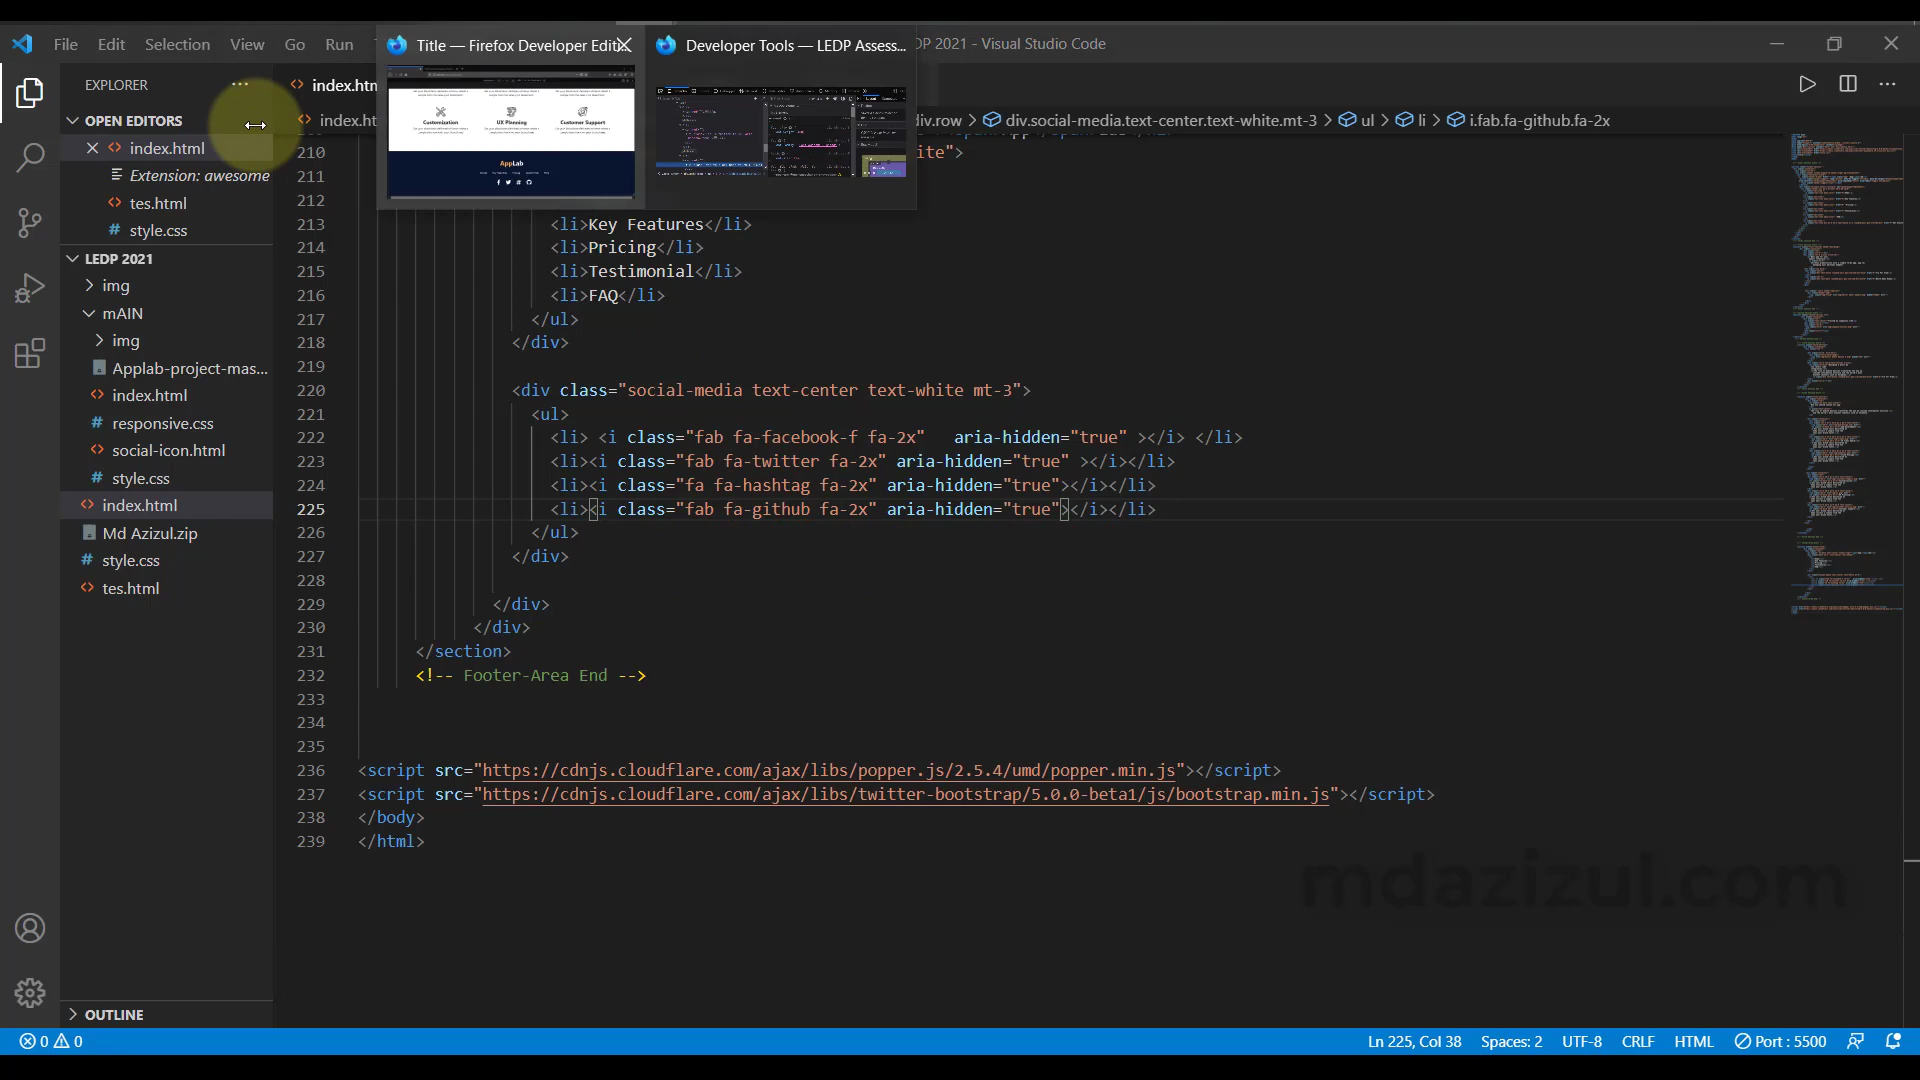 File Edit Selection View Go Run
Title — Firefox Developer Editi...
Developer Tools — LEDP Assess...
DP 2021 - Visual Studio Code
EXPLORER
index.htm
OPEN EDITORS
index.ht
div.row > div.social-media.text-center.text-white.mt-3 > ul > li > i.fab.fa-github.fa-2x
index.html
Extension: awesome
tes.html
style.css
LEDP 2021
img
mAIN
img
Applab-project-mas...
index.html
responsive.css
social-icon.html
style.css
index.html
Md Azizul.zip
style.css
tes.html
OUTLINE
Customization
UX Planning
Customer Support
AppLab
210 ite">
211
212
213 <li>Key Features</li>
214 <li>Pricing</li>
215 <li>Testimonial</li>
216 <li>FAQ</li>
217 </ul>
218 </div>
219
220 <div class="social-media text-center text-white mt-3">
221 <ul>
222 <li> <i class="fab fa-facebook-f fa-2x"   aria-hidden="true" ></i> </li>
223 <li><i class="fab fa-twitter fa-2x" aria-hidden="true" ></i></li>
224 <li><i class="fa fa-hashtag fa-2x" aria-hidden="true"></i></li>
225 <li><i class="fab fa-github fa-2x" aria-hidden="true"></i></li>
226 </ul>
227 </div>
228
229 </div>
230 </div>
231 </section>
232 <!-- Footer-Area End -->
233
234
235
236 <script src="https://cdnjs.cloudflare.com/ajax/libs/popper.js/2.5.4/umd/popper.min.js"></script>
237 <script src="https://cdnjs.cloudflare.com/ajax/libs/twitter-bootstrap/5.0.0-beta1/js/bootstrap.min.js"></script>
238 </body>
239 </html>
mdazizul.com
0 0
Ln 225, Col 38 Spaces: 2 UTF-8 CRLF HTML Port : 5500